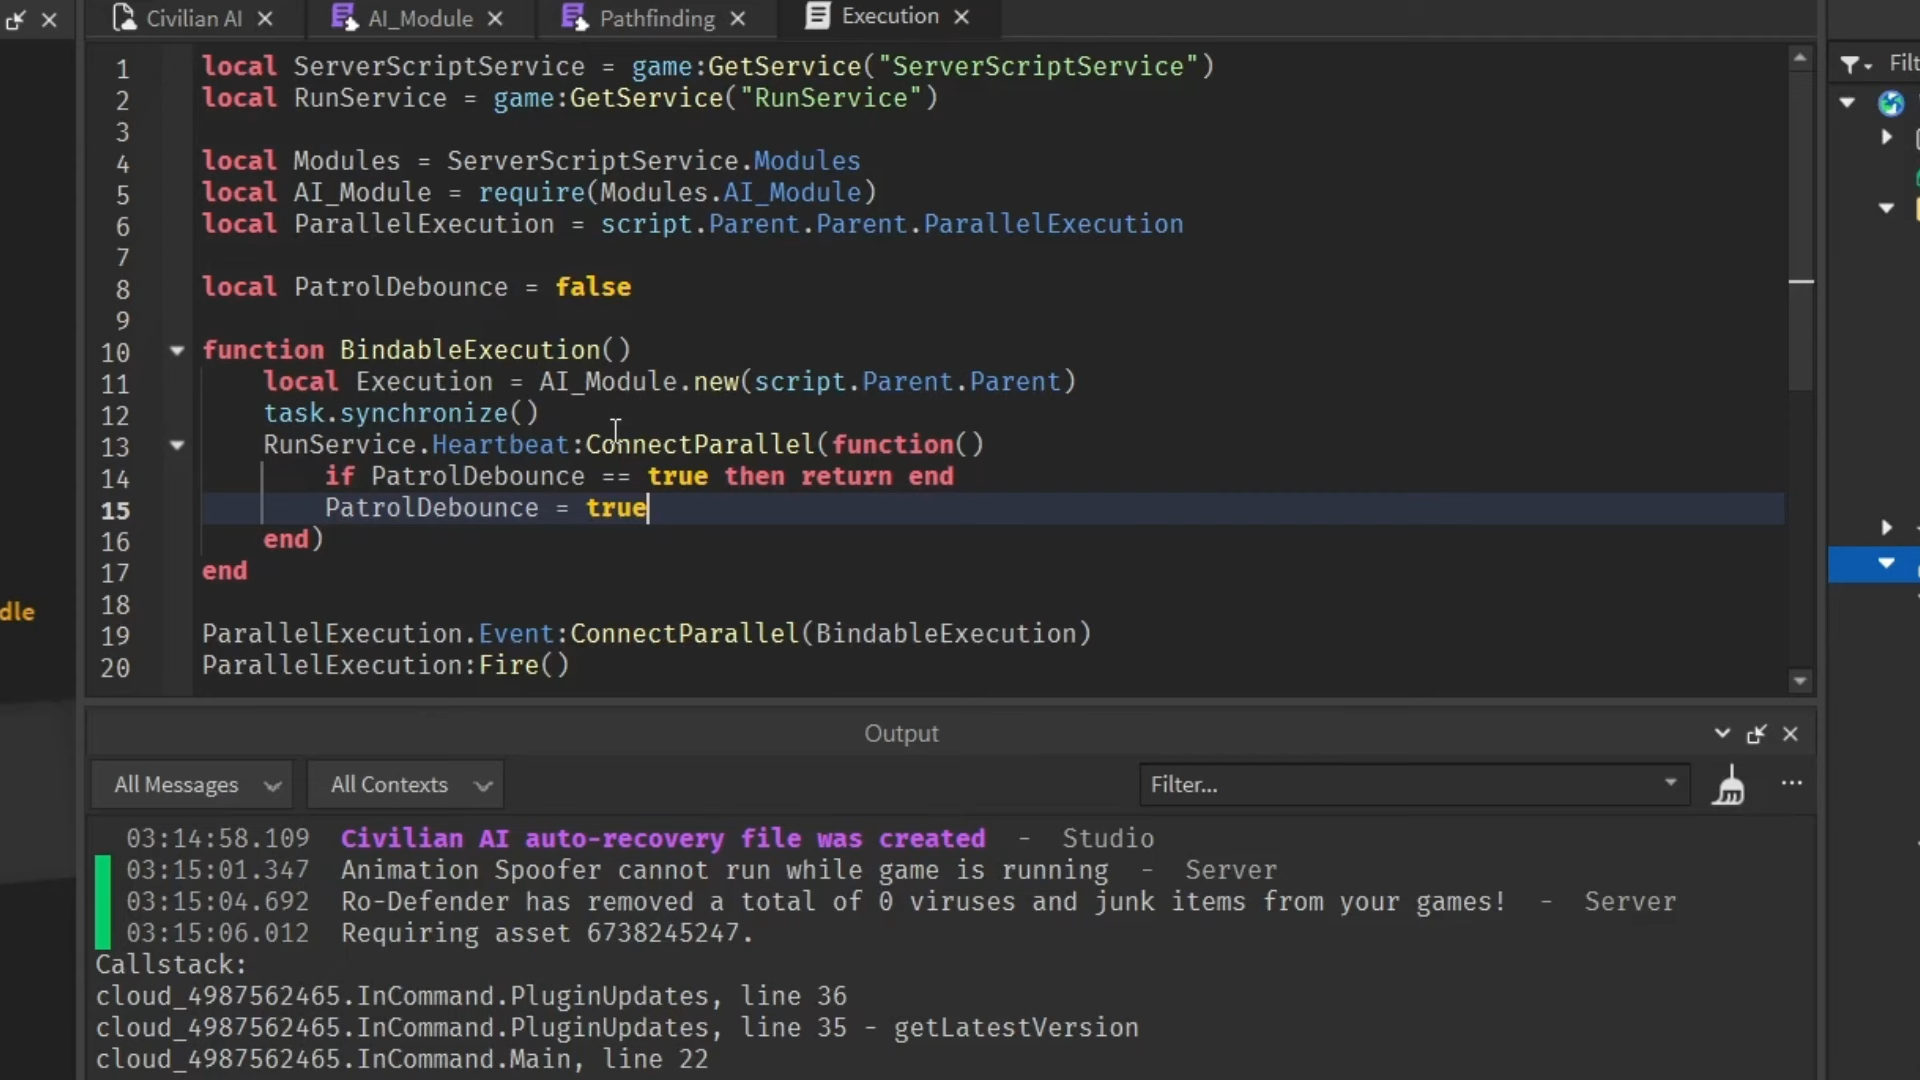 Civilian AI
AI_Module
Pathfinding
Execution
1 local ServerScriptService = game:GetService("ServerScriptService")
2 local RunService = game:GetService("RunService")
3
4 local Modules = ServerScriptService.Modules
5 local AI_Module = require(Modules.AI_Module)
6 local ParallelExecution = script.Parent.Parent.ParallelExecution
7
8 local PatrolDebounce = false
9
10 function BindableExecution()
11 local Execution = AI_Module.new(script.Parent.Parent)
12 task.synchronize()
13 RunService.Heartbeat:ConnectParallel(function()
14 if PatrolDebounce == true then return end
15 PatrolDebounce = true
16 end)
17 end
18
19 ParallelExecution.Event:ConnectParallel(BindableExecution)
20 ParallelExecution:Fire()
dle
Filt
Output
All Messages
All Contexts
Filter...
...
03:14:58.109 Civilian AI auto-recovery file was created - Studio
03:15:01.347 Animation Spoofer cannot run while game is running - Server
03:15:04.692 Ro-Defender has removed a total of 0 viruses and junk items from your games! - Server
03:15:06.012 Requiring asset 6738245247.
Callstack:
cloud_4987562465.InCommand.PluginUpdates, line 36
cloud_4987562465.InCommand.PluginUpdates, line 35 - getLatestVersion
cloud_4987562465.InCommand.Main, line 22